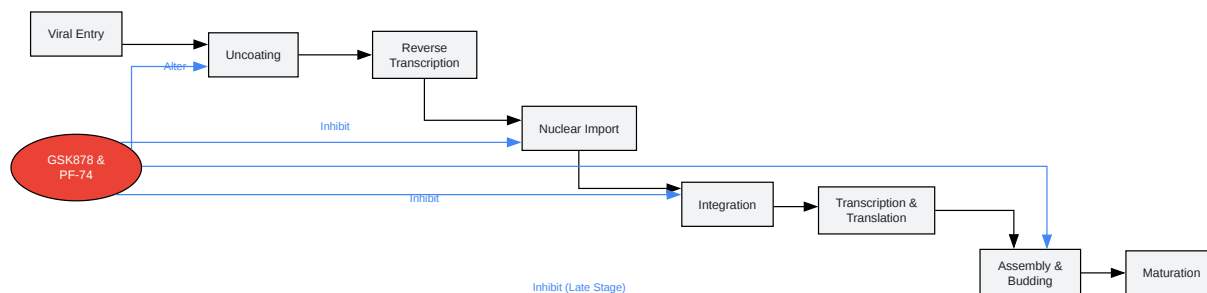 Viral Entry
Uncoating
Reverse
Transcription
Alter
Inhibit
Nuclear Import
GSK878 &
PF-74
Inhibit
Integration
Transcription &
Translation
Assembly &
Budding
Maturation
Inhibit (Late Stage)